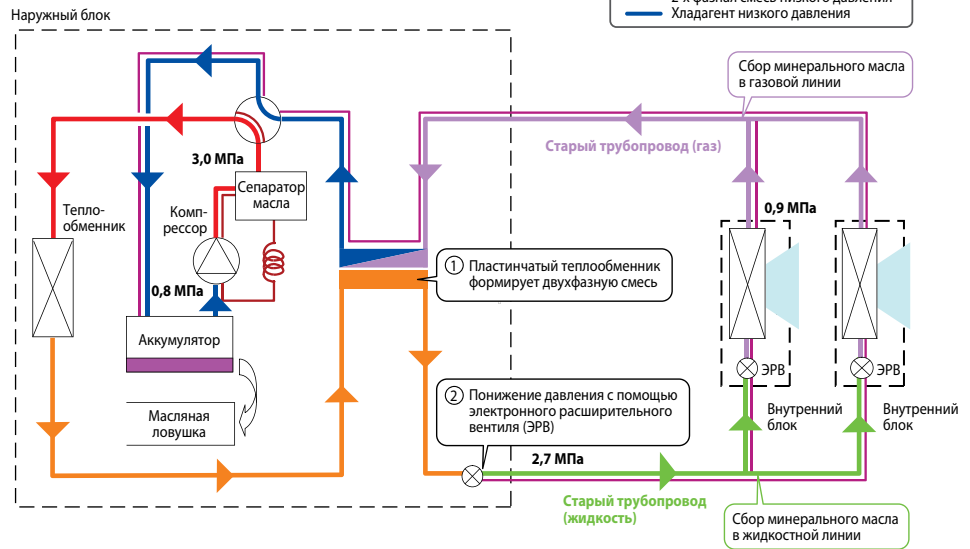 Наружный блок
2-х фазная смесь низкого давления
Хладагент низкого давления
Сбор минерального масла
в газовой линии
Старый трубопровод (газ)
3,0 МПа
Сепаратор
масла
Тепло-
обменник
Комп-
рессор
0,9 МПа
1 Пластинчатый теплообменник
формирует двухфазную смесь
0,8 МПа
Аккумулятор
ЭРВ
ЭРВ
2 Понижение давления с помощью
электронного расширительного
вентиля (ЭРВ)
Масляная
ловушка
Внутренний
блок
Внутренний
блок
2,7 МПа
Старый трубопровод
(жидкость)
Сбор минерального масла
в жидкостной линии